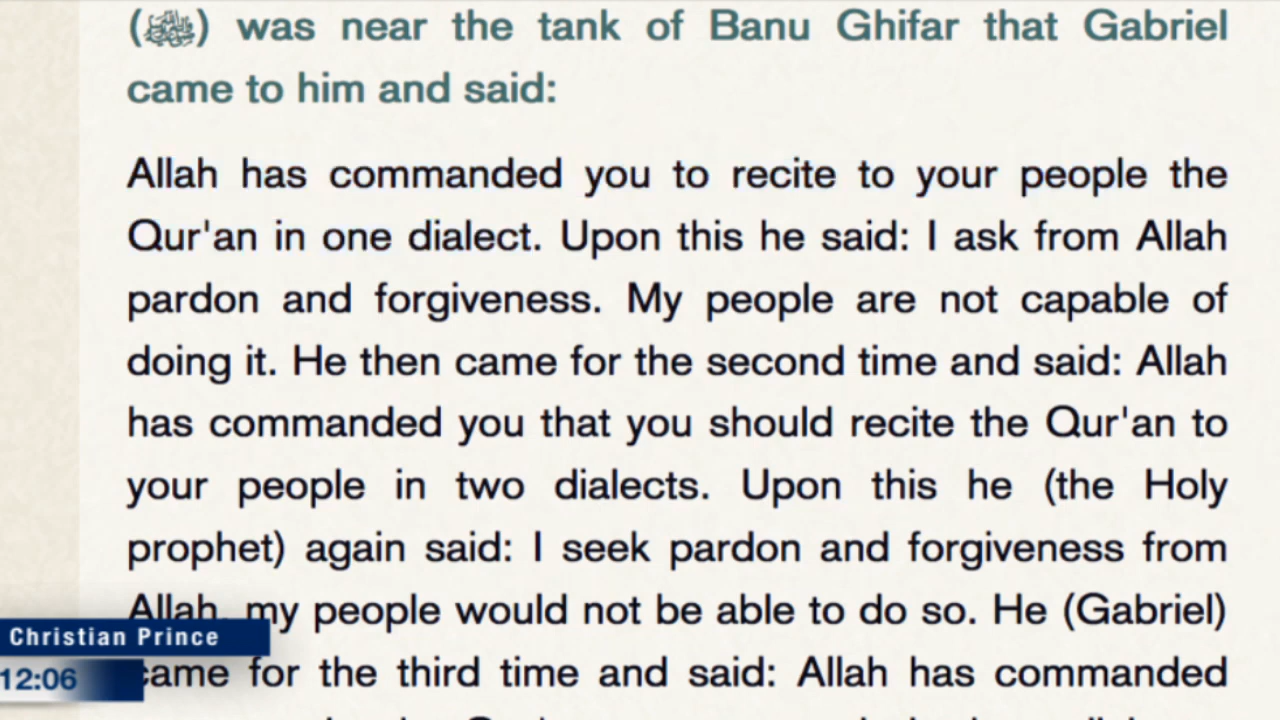 (ﷺ) was near the tank of Banu Ghifar that Gabriel
came to him and said:
Allah has commanded you to recite to your people the
Qur'an in one dialect. Upon this he said: I ask from Allah
pardon and forgiveness. My people are not capable of
doing it. He then came for the second time and said: Allah
has commanded you that you should recite the Qur'an to
your people in two dialects. Upon this he (the Holy
prophet) again said: I seek pardon and forgiveness from
Allah, my people would not be able to do so. He (Gabriel)
came for the third time and said: Allah has commanded
Christian Prince
12:06